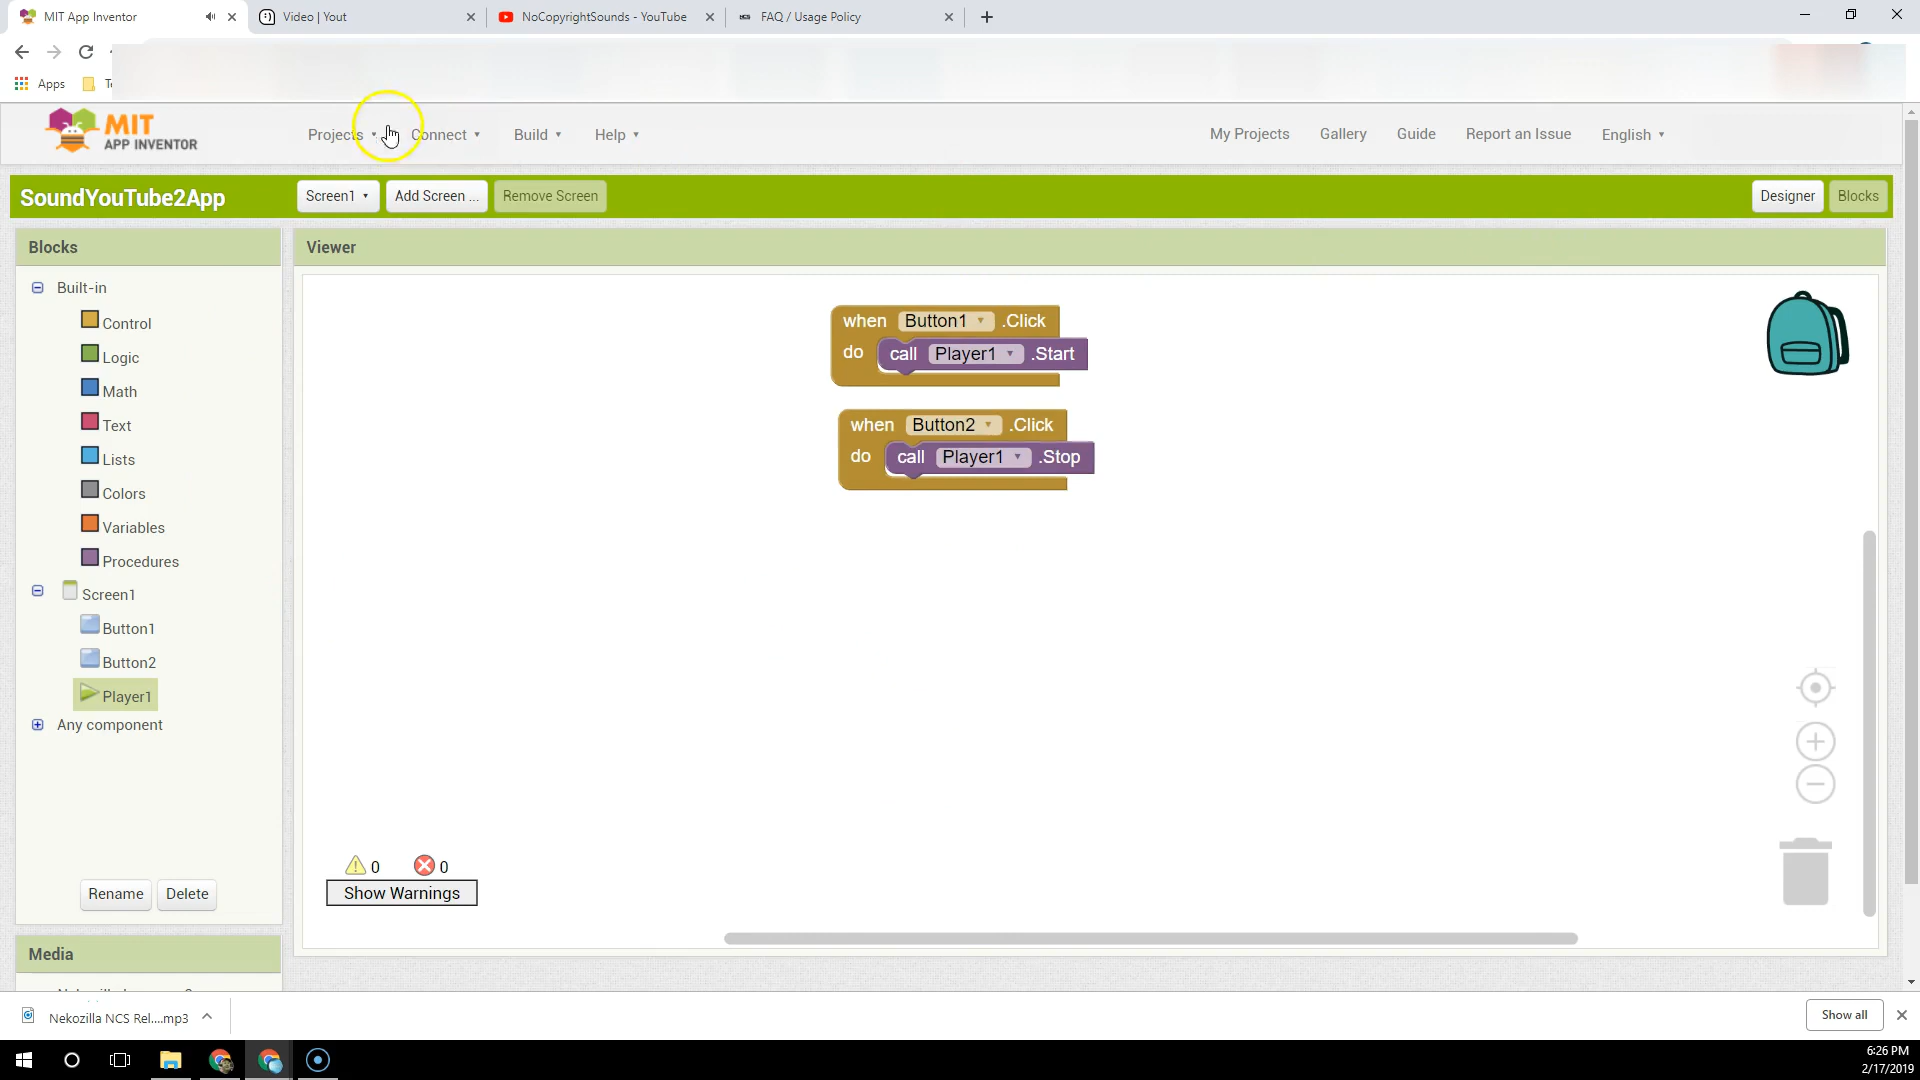 MIT App Inventor
Video | Yout
NoCopyrightSounds - YouTube
FAQ / Usage Policy
Apps
MIT
APP INVENTOR
Projects
Connect
Build
Help
My Projects
Gallery
Guide
Report an Issue
English
SoundYouTube2App
Screen1
Add Screen ...
Remove Screen
Designer
Blocks
Blocks
Viewer
Built-in
Control
Logic
Math
Text
Lists
Colors
Variables
Procedures
Screen1
Button1
Button2
Player1
Any component
when Button1 .Click
do call Player1 .Start
when Button2 .Click
do call Player1 .Stop
0 0
Show Warnings
Rename
Delete
Media
Nekozilla NCS Rel....mp3
Show all
6:26 PM
2/17/2019